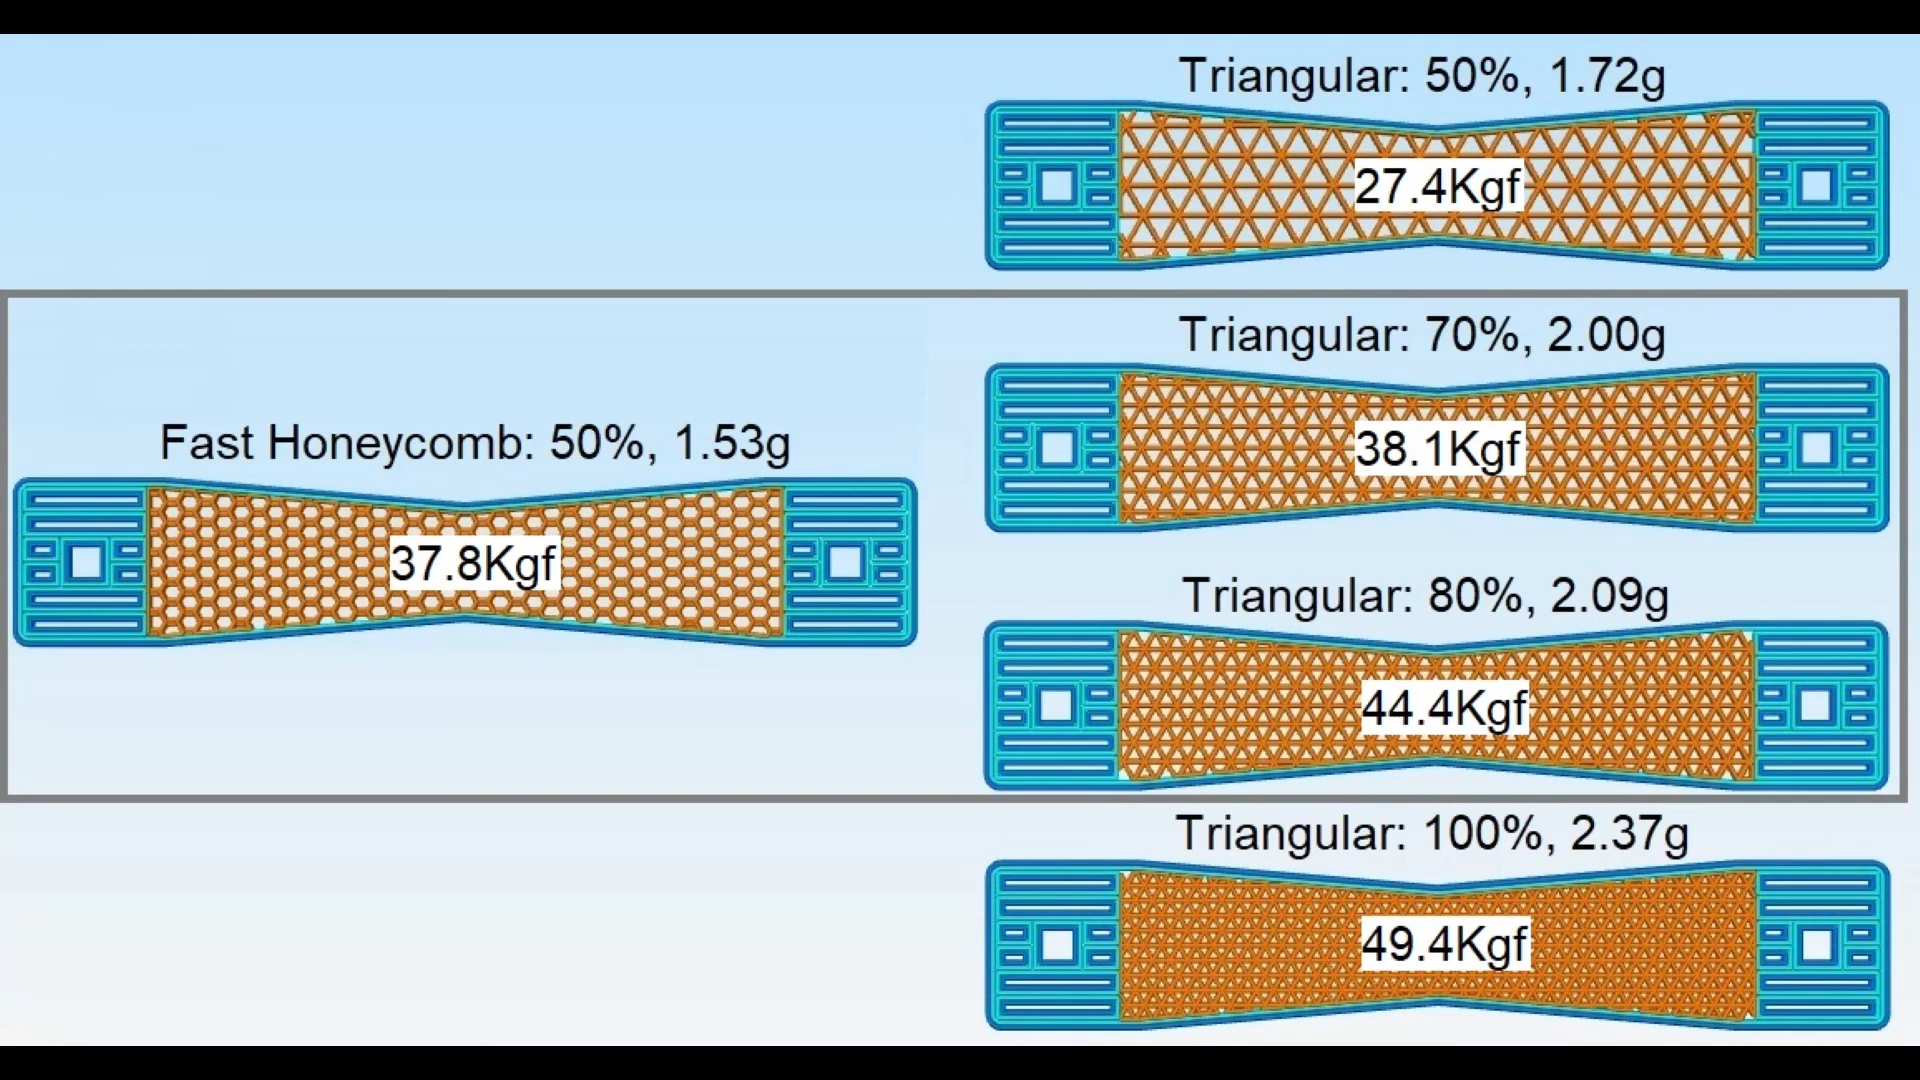 Triangular: 50%, 1.72g
27.4Kgf
Triangular: 70%, 2.00g
38.1Kgf
Fast Honeycomb: 50%, 1.53g
37.8Kgf
Triangular: 80%, 2.09g
44.4Kgf
Triangular: 100%, 2.37g
49.4Kgf